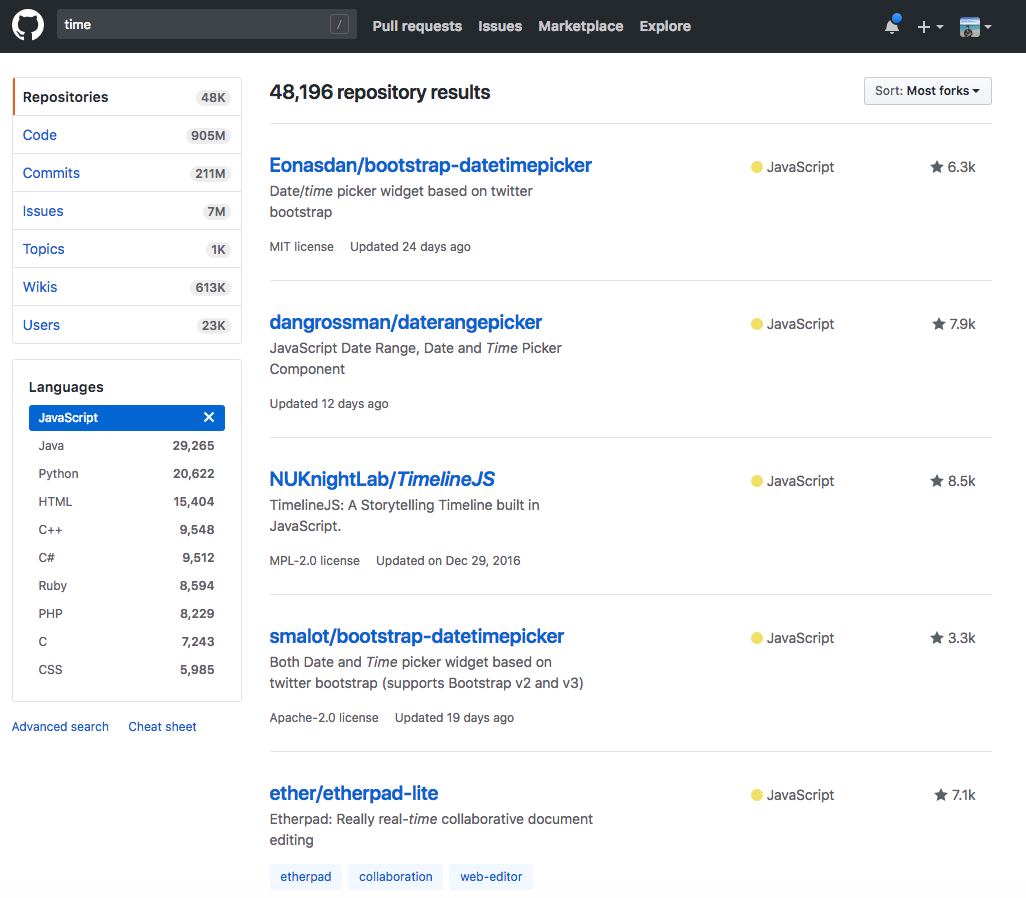 time /
Pull requests Issues Marketplace Explore
Repositories 48K
Code 905M
Commits 211M
Issues 7M
Topics 1K
Wikis 613K
Users 23K
Languages
JavaScript
Java 29,265
Python 20,622
HTML 15,404
C++ 9,548
C# 9,512
Ruby 8,594
PHP 8,229
C 7,243
CSS 5,985
Advanced search Cheat sheet
48,196 repository results
Sort: Most forks
Eonasdan/bootstrap-datetimepicker
JavaScript
6.3k
Date/time picker widget based on twitter
bootstrap
MIT license Updated 24 days ago
dangrossman/daterangepicker
JavaScript
7.9k
JavaScript Date Range, Date and Time Picker
Component
Updated 12 days ago
NUKnightLab/TimelineJS
JavaScript
8.5k
TimelineJS: A Storytelling Timeline built in
JavaScript.
MPL-2.0 license Updated on Dec 29, 2016
smalot/bootstrap-datetimepicker
JavaScript
3.3k
Both Date and Time picker widget based on
twitter bootstrap (supports Bootstrap v2 and v3)
Apache-2.0 license Updated 19 days ago
ether/etherpad-lite
JavaScript
7.1k
Etherpad: Really real-time collaborative document
editing
etherpad collaboration web-editor